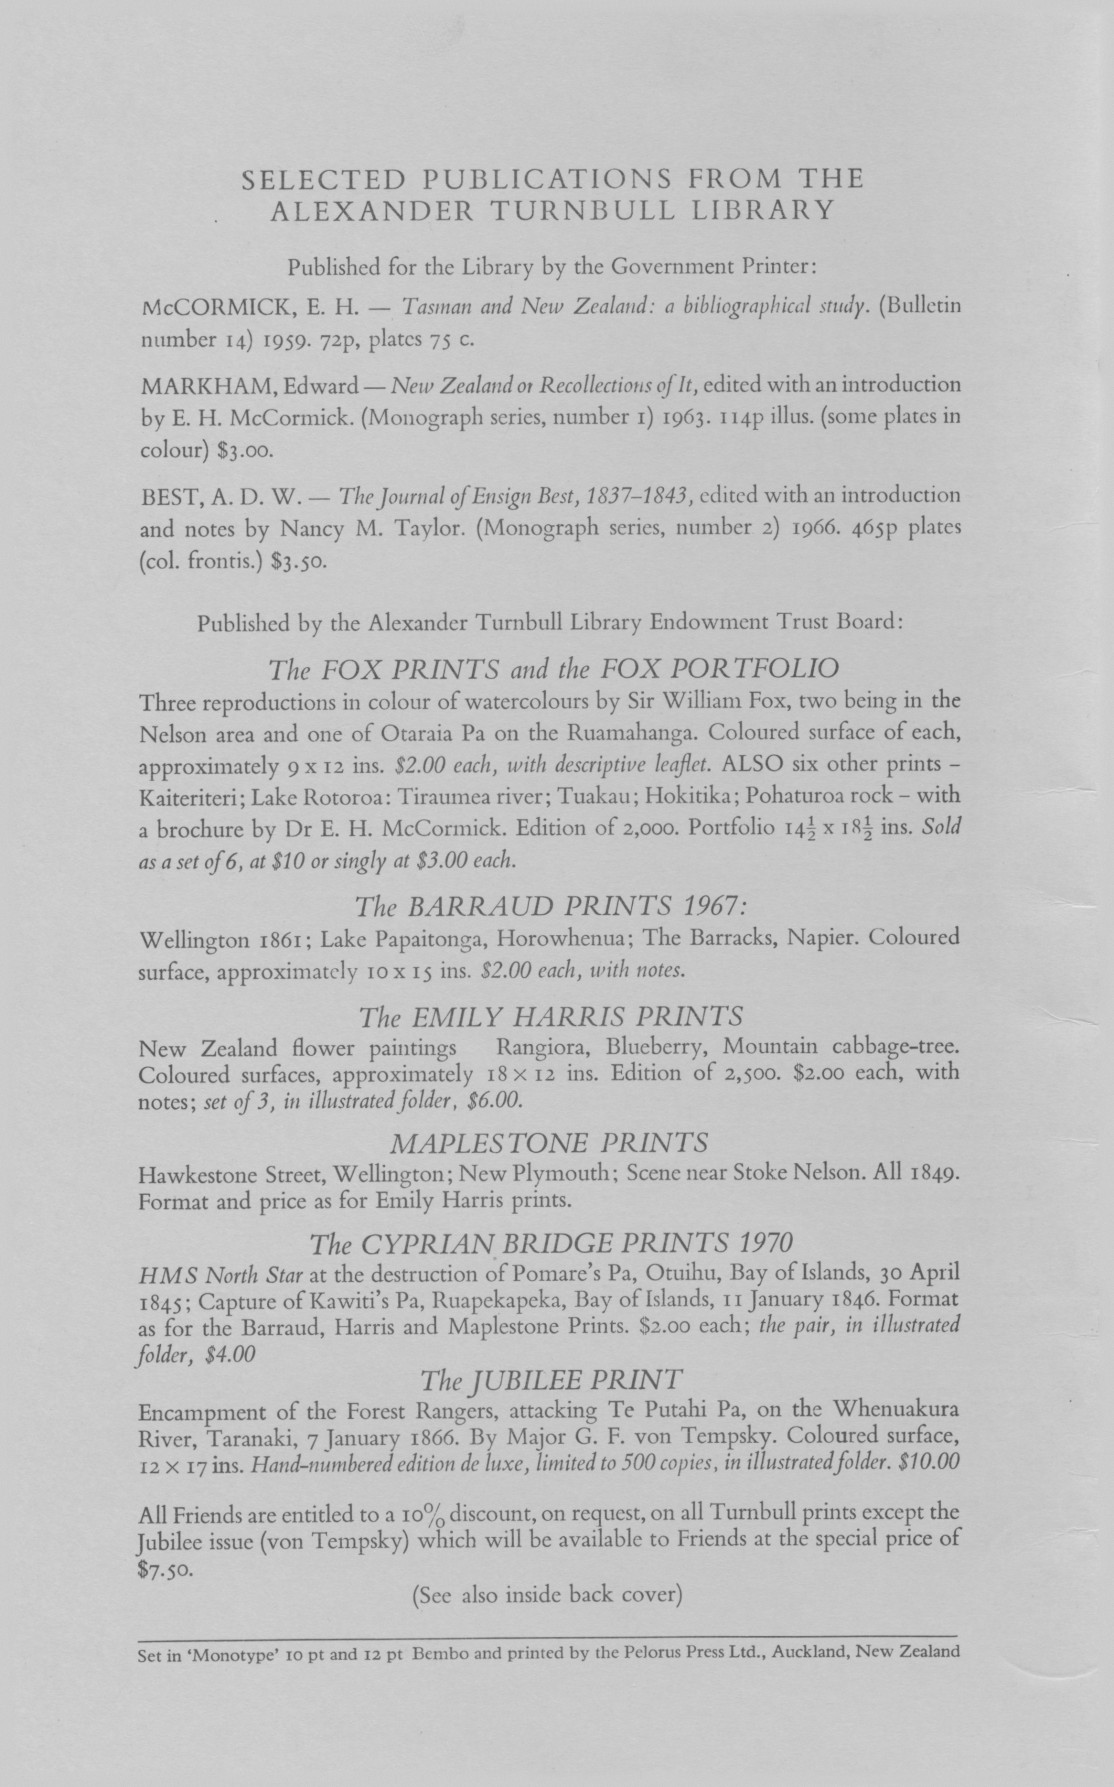 SELECTED PUBLICATIONS FROM THE
ALEXANDER TURNBULL LIBRARY
Published for the Library by the Government Printer:
McCORMICK, E. H. — Tasman and New Zealand: a bibliographical study. (Bulletin
number 14) 1959. 72p, plates 75 c.
MARKHAM, Edward — New Zealand or Recollections of It, edited with an introduction
by E. H. McCormick. (Monograph series, number 1) 1963. 114p illus. (some plates in
colour) $3.00.
BEST, A. D. W. — The Journal of Ensign Best, 1837–1843, edited with an introduction
and notes by Nancy M. Taylor. (Monograph series, number 2) 1966. 465p plates
(col. frontis.) $3.50.
Published by the Alexander Turnbull Library Endowment Trust Board:
The FOX PRINTS and the FOX PORTFOLIO
Three reproductions in colour of watercolours by Sir William Fox, two being in the
Nelson area and one of Otaraia Pa on the Ruamahanga. Coloured surface of each,
approximately 9 x 12 ins. $2.00 each, with descriptive leaflet. ALSO six other prints –
Kaiteriteri; Lake Rotoroa: Tiraumea river; Tuakau; Hokitika; Pohaturoa rock – with
a brochure by Dr E. H. McCormick. Edition of 2,000. Portfolio 14½ x 18½ ins. Sold
as a set of 6, at $10 or singly at $3.00 each.
The BARRAUD PRINTS 1967:
Wellington 1861; Lake Papaitonga, Horowhenua; The Barracks, Napier. Coloured
surface, approximately 10 x 15 ins. $2.00 each, with notes.
The EMILY HARRIS PRINTS
New Zealand flower paintings Rangiora, Blueberry, Mountain cabbage-tree.
Coloured surfaces, approximately 18 × 12 ins. Edition of 2,500. $2.00 each, with
notes; set of 3, in illustrated folder, $6.00.
MAPLESTONE PRINTS
Hawkestone Street, Wellington; New Plymouth; Scene near Stoke Nelson. All 1849.
Format and price as for Emily Harris prints.
The CYPRIAN BRIDGE PRINTS 1970
HMS North Star at the destruction of Pomare's Pa, Otuihu, Bay of Islands, 30 April
1845; Capture of Kawiti's Pa, Ruapekapeka, Bay of Islands, 11 January 1846. Format
as for the Barraud, Harris and Maplestone Prints. $2.00 each; the pair, in illustrated
folder, $4.00
The JUBILEE PRINT
Encampment of the Forest Rangers, attacking Te Putahi Pa, on the Whenuakura
River, Taranaki, 7 January 1866. By Major G. F. von Tempsky. Coloured surface,
12 × 17 ins. Hand-numbered edition de luxe, limited to 500 copies, in illustrated folder. $10.00
All Friends are entitled to a 10% discount, on request, on all Turnbull prints except the
Jubilee issue (von Tempsky) which will be available to Friends at the special price of
$7.50.
(See also inside back cover)
Set in 'Monotype' 10 pt and 12 pt Bembo and printed by the Pelorus Press Ltd., Auckland, New Zealand